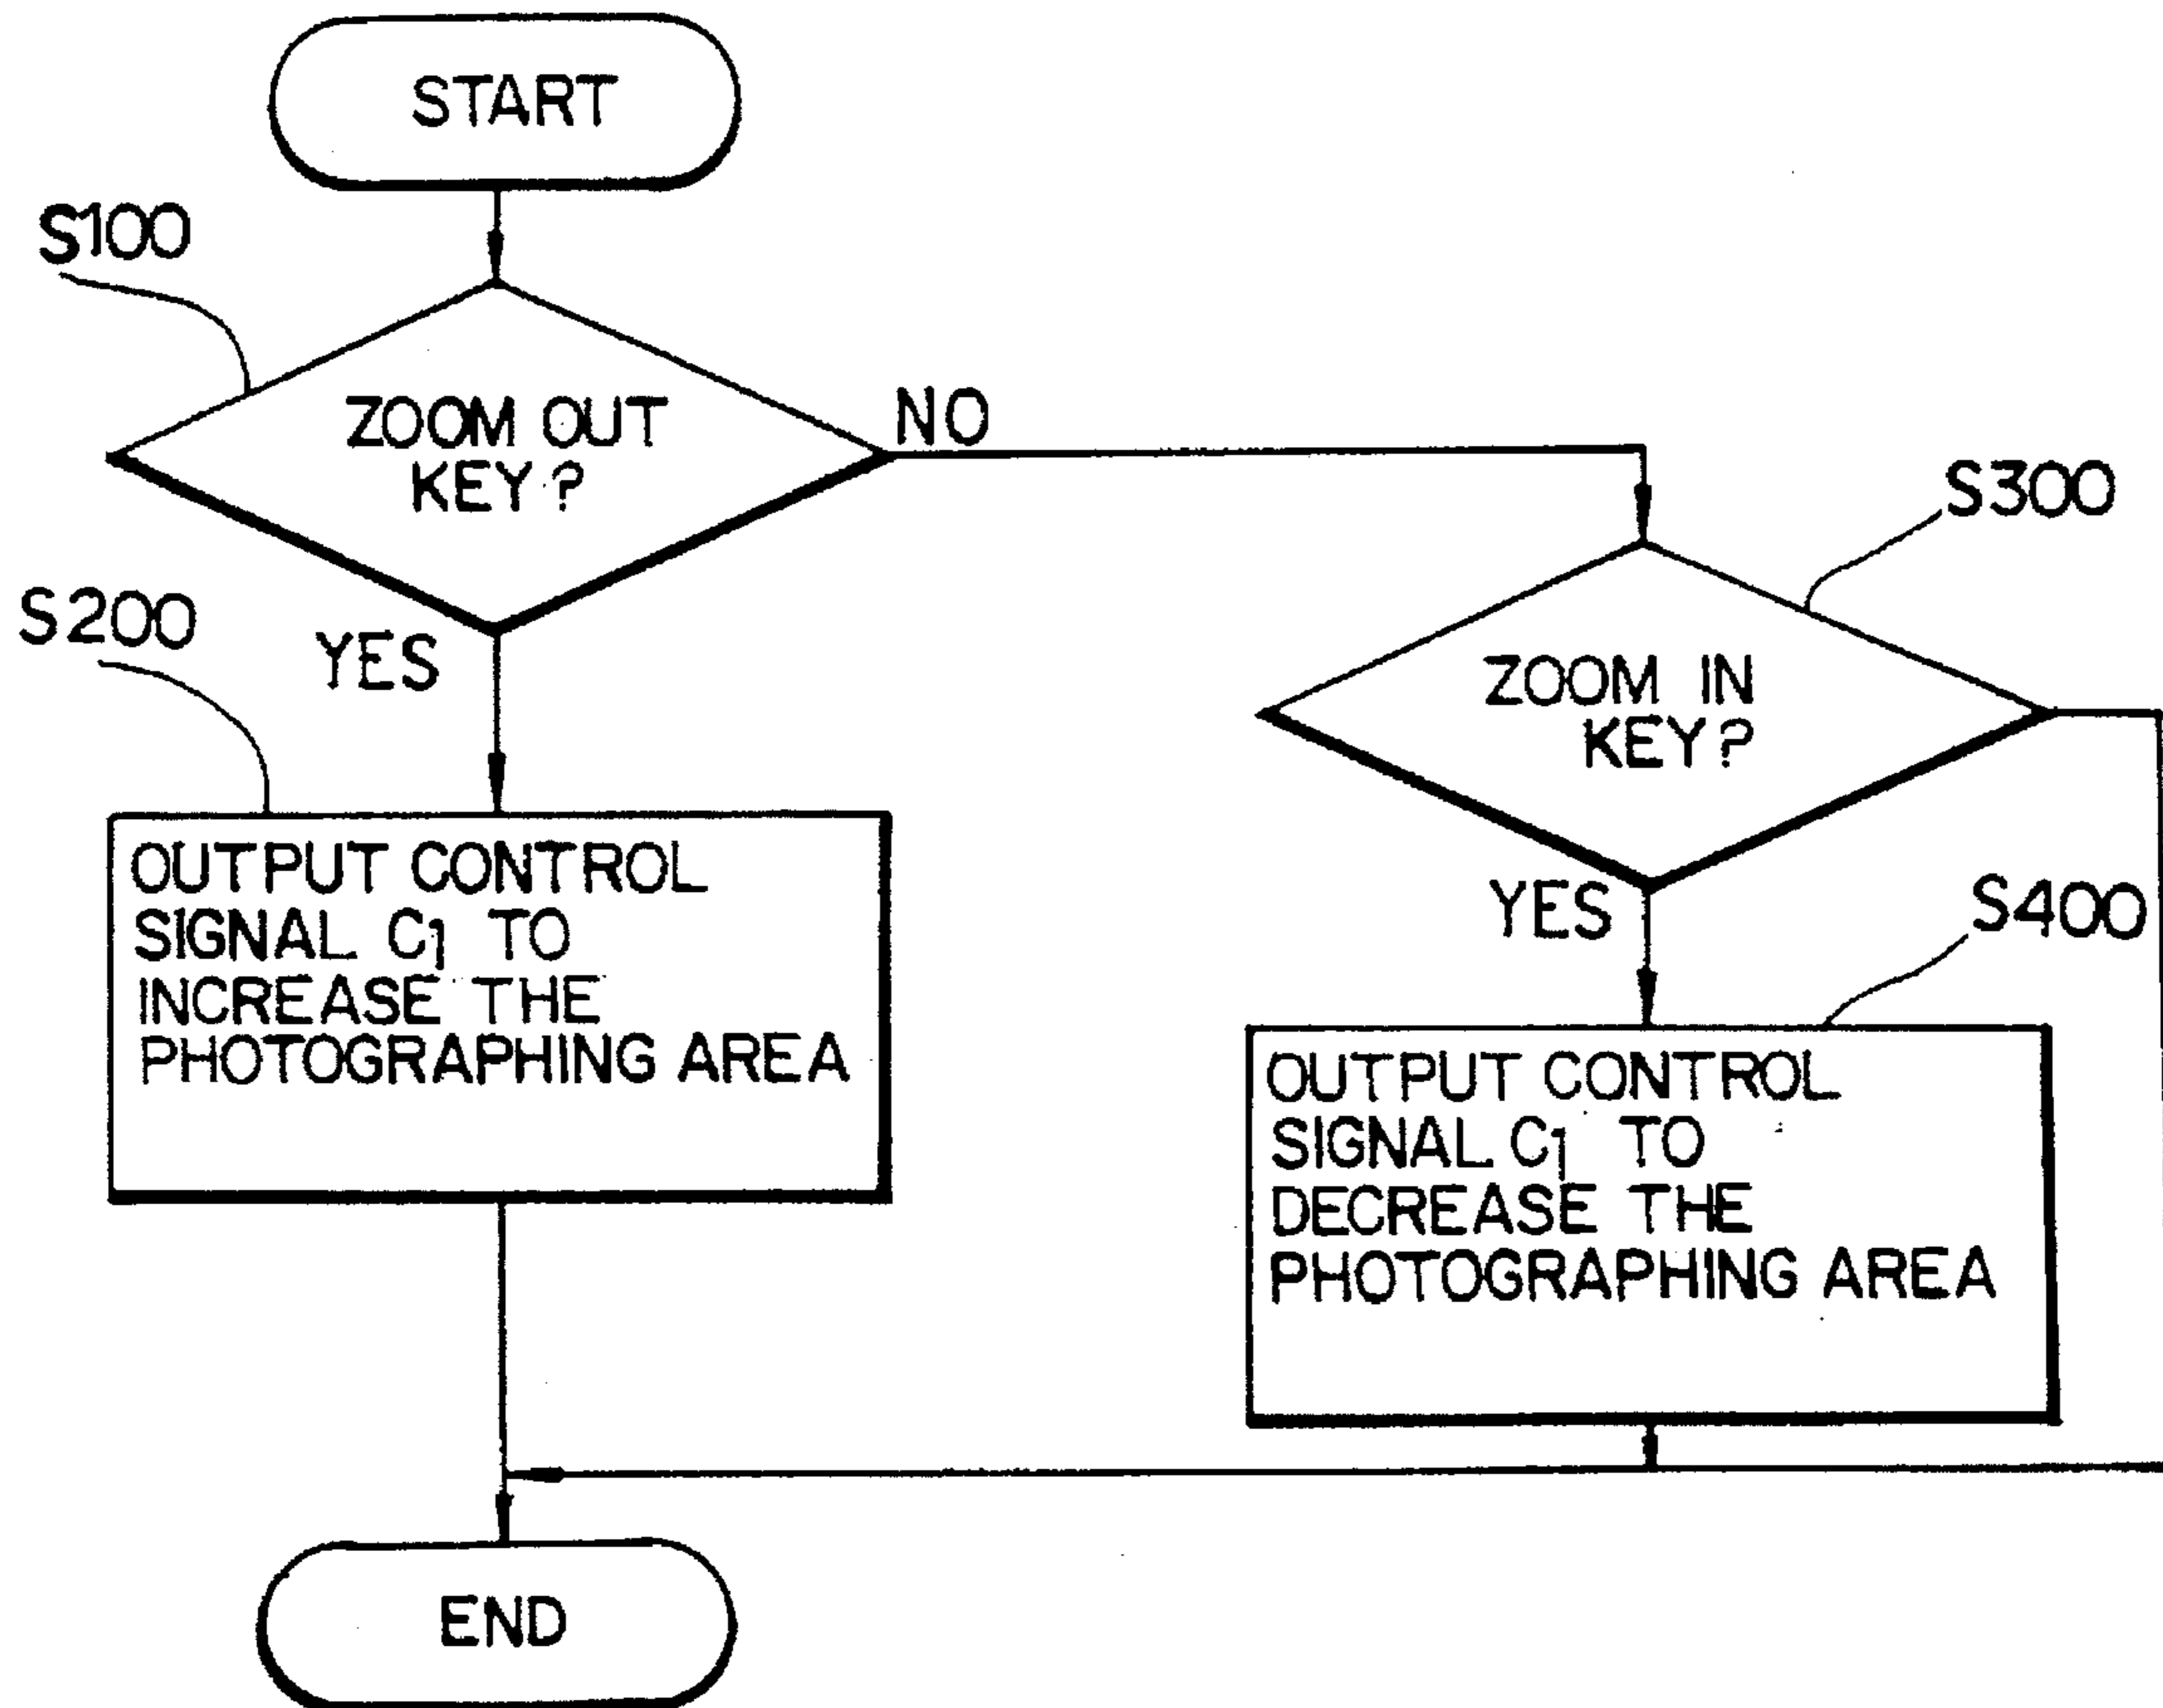 START
S100
ZOOM OUT
KEY?
NO
S300
S200
YES
ZOOM IN
KEY?
OUTPUT CONTROL
SIGNAL C1 TO
INCREASE THE
PHOTOGRAPHING AREA
YES
S400
OUTPUT CONTROL
SIGNAL C1 TO
DECREASE THE
PHOTOGRAPHING AREA
END